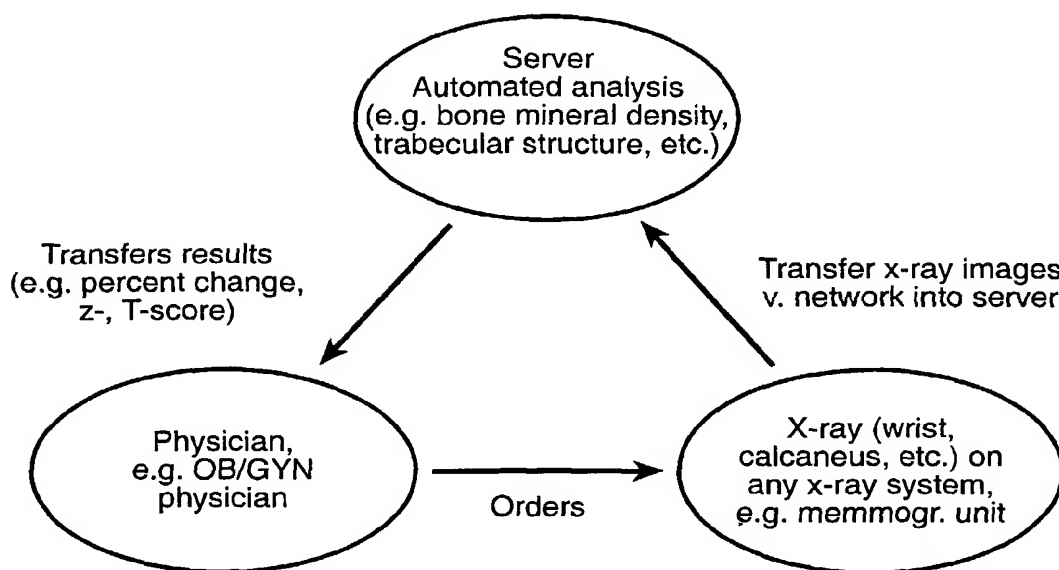 Server
Automated analysis
(e.g. bone mineral density,
trabecular structure, etc.)
Transfers results
(e.g. percent change,
z-, T-score)
Transfer x-ray images
v. network into server
Physician,
e.g. OB/GYN
physician
Orders
X-ray (wrist,
calcaneus, etc.) on
any x-ray system,
e.g. memmogr. unit